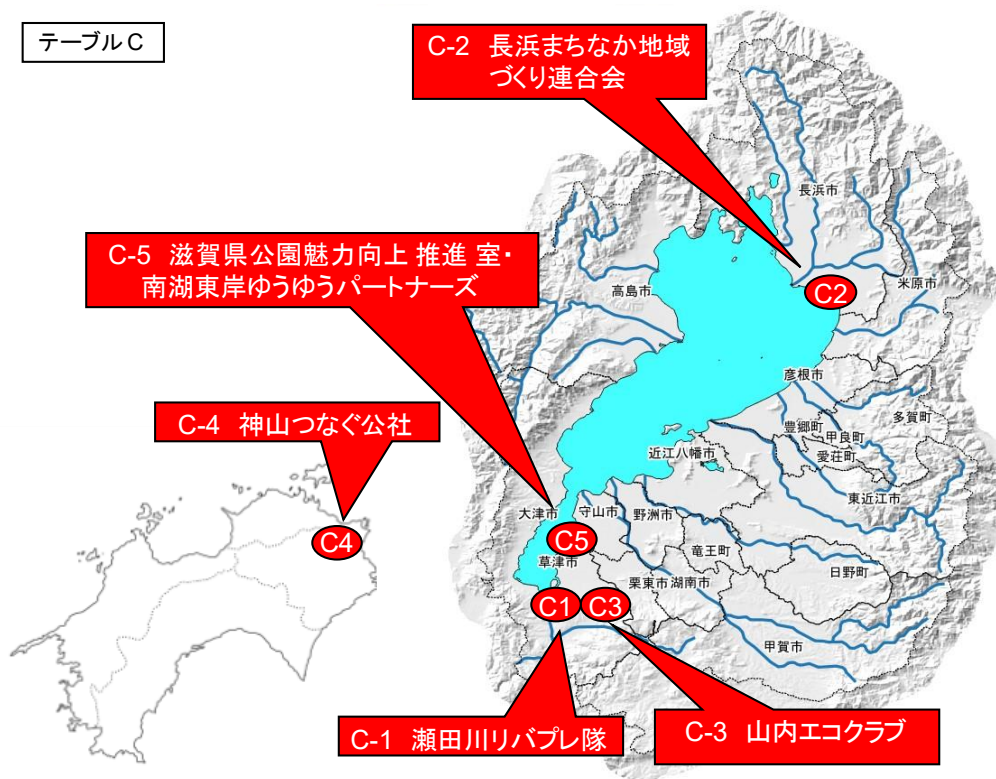 テーブルC
C-2 長浜まちなか地域
づくり連合会
長浜市
C-5 滋賀県公園魅力向上 推進 室・
南湖東岸ゆうゆうパートナーズ
高島市
米原市
C2
彦根市
多賀町
豊郷町
甲良町
愛荘町
C-4 神山つなぐ公社
近江八幡市
東近江市
大津市
守山市
野洲市
C4
C5
竜王町
草津市
日野町
栗東市
湖南市
C1
C3
甲賀市
C-1 瀬田川リバプレ隊
C-3 山内エコクラブ